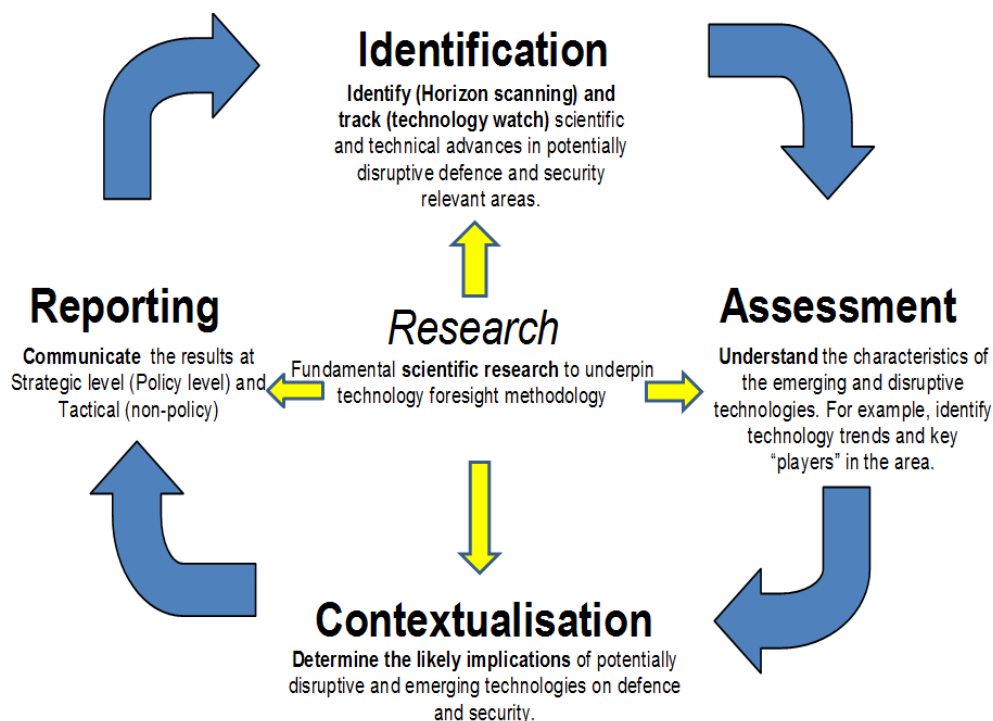 Identification
Identify (Horizon scanning) and
track (technology watch) scientific
and technical advances in potentially
disruptive defence and security
relevant areas.
Reporting
Communicate the results at
Strategic level (Policy level) and
Tactical (non-policy)
Research
Fundamental scientific research to underpin
technology foresight methodology
Assessment
Understand the characteristics of
the emerging and disruptive
technologies. For example, identify
technology trends and key
“players” in the area.
Contextualisation
Determine the likely implications of potentially
disruptive and emerging technologies on defence
and security.